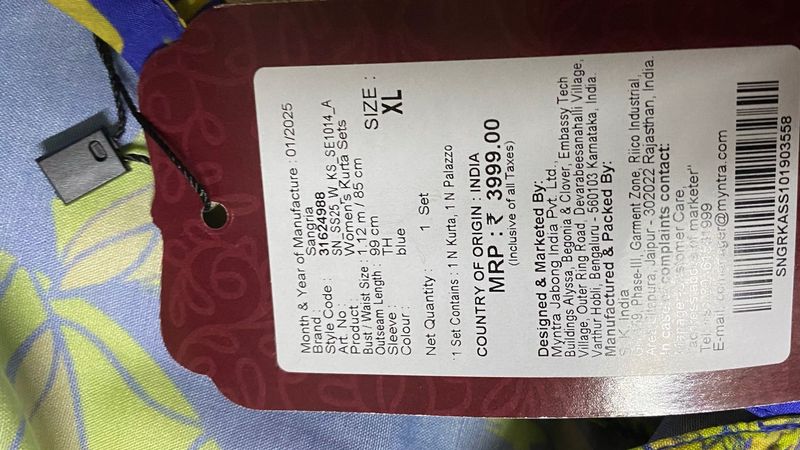 Month & Year of Manufacture : 01/2025
Brand : Sangria
Style Code : 31624988
Art. No : SN_SS25_W_KS_SE1014_A
Product : Women's Kurta Sets
Bust / Waist Size : 1.12 m / 85 cm
Outseam Length : 99 cm
Sleeve : TH
Colour : blue
SIZE :
XL
Net Quantity : 1 Set
1 Set Contains : 1 N Kurta, 1 N Palazzo
COUNTRY OF ORIGIN : INDIA
MRP : ₹ 3999.00
(Inclusive of all Taxes)
Designed & Marketed By:
Myntra Jabong India Pvt. Ltd.,
Buildings Alyssa, Begonia & Clover, Embassy Tech
Village, Outer Ring Road, Devarabeesanahalli Village,
Varthur Hobli, Bengaluru - 560103 Karnataka, India.
Manufactured & Packed By:
India
Phase-III, Garment Zone, Riico Industrial,
Jaipur - 302022 Rajasthan, India.
In case complaints contact:
Care,
of marketer"
Tel.
E-mail: @myntra.com
SNGRKASS101903558